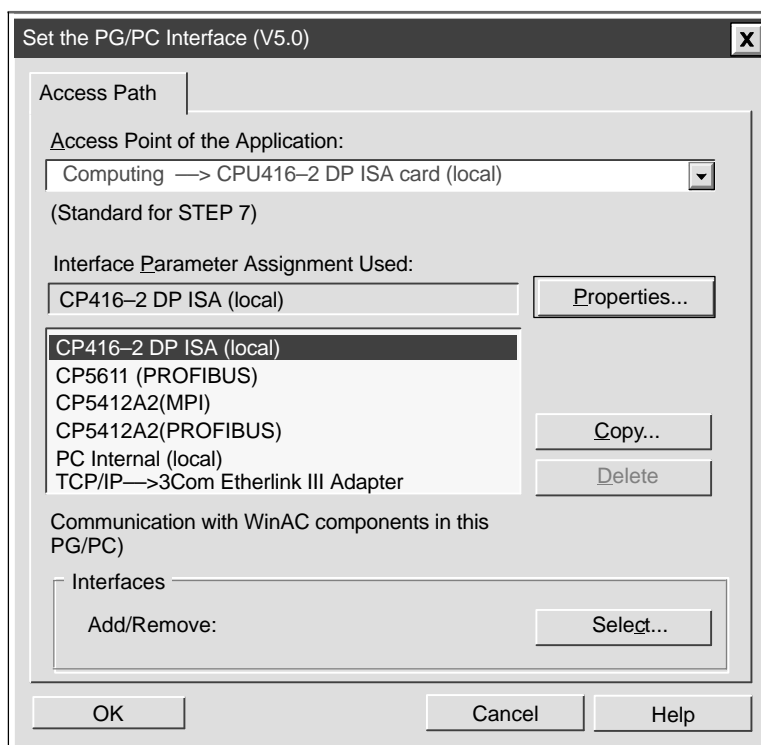 Set the PG/PC Interface (V5.0)
X
Access Path
Access Point of the Application:
Computing —> CPU416–2 DP ISA card (local)
(Standard for STEP 7)
Interface Parameter Assignment Used:
CP416–2 DP ISA (local)
Properties...
CP416–2 DP ISA (local)
CP5611 (PROFIBUS)
CP5412A2(MPI)
CP5412A2(PROFIBUS)
PC Internal (local)
TCP/IP—>3Com Etherlink III Adapter
Copy...
Delete
Communication with WinAC components in this
PG/PC)
Interfaces
Add/Remove:
Select...
OK
Cancel
Help